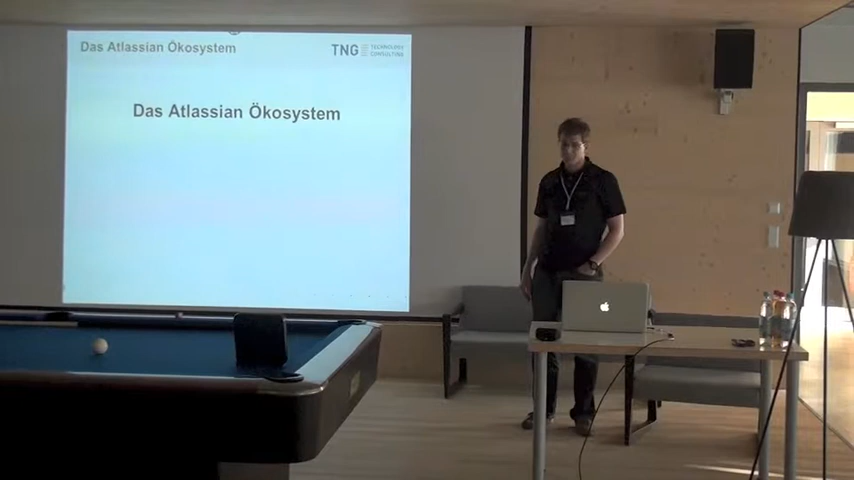 Das Atlassian Ökosystem
TNG TECHNOLOGY
CONSULTING
Das Atlassian Ökosystem